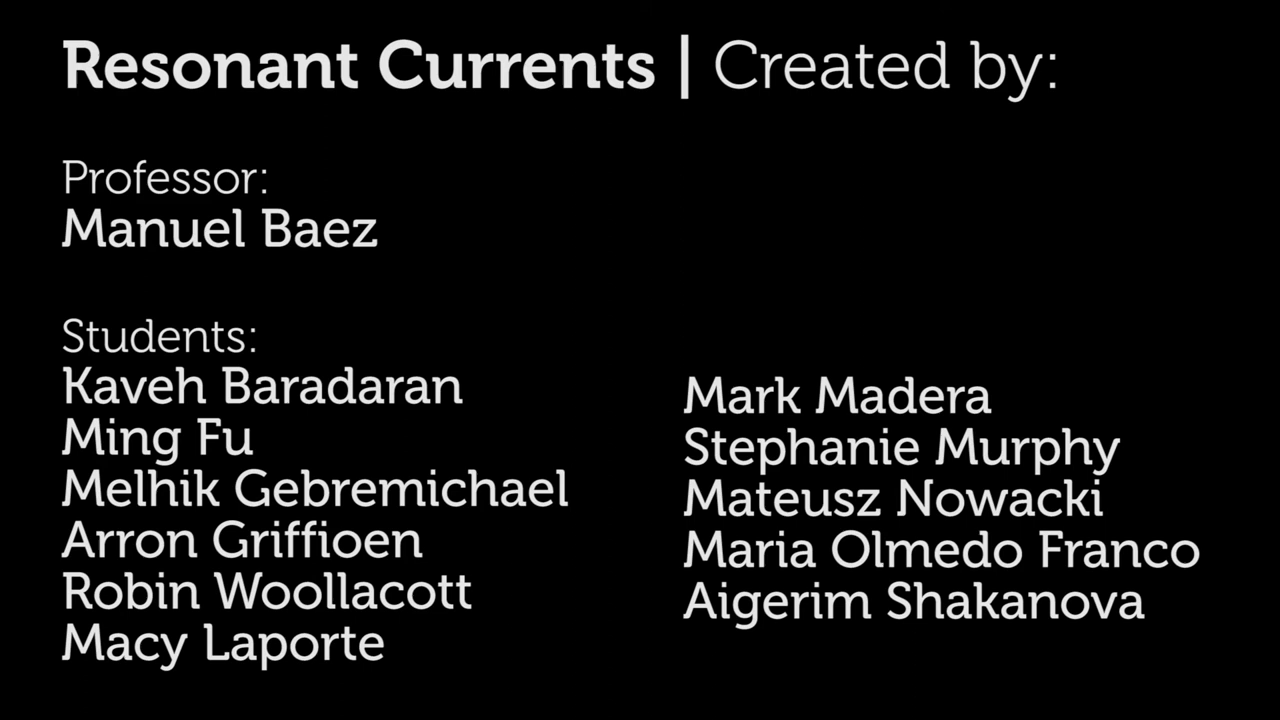 Resonant Currents | Created by:
Professor:
Manuel Baez
Students:
Kaveh Baradaran
Ming Fu
Melhik Gebremichael
Arron Griffioen
Robin Woollacott
Macy Laporte
Mark Madera
Stephanie Murphy
Mateusz Nowacki
Maria Olmedo Franco
Aigerim Shakanova